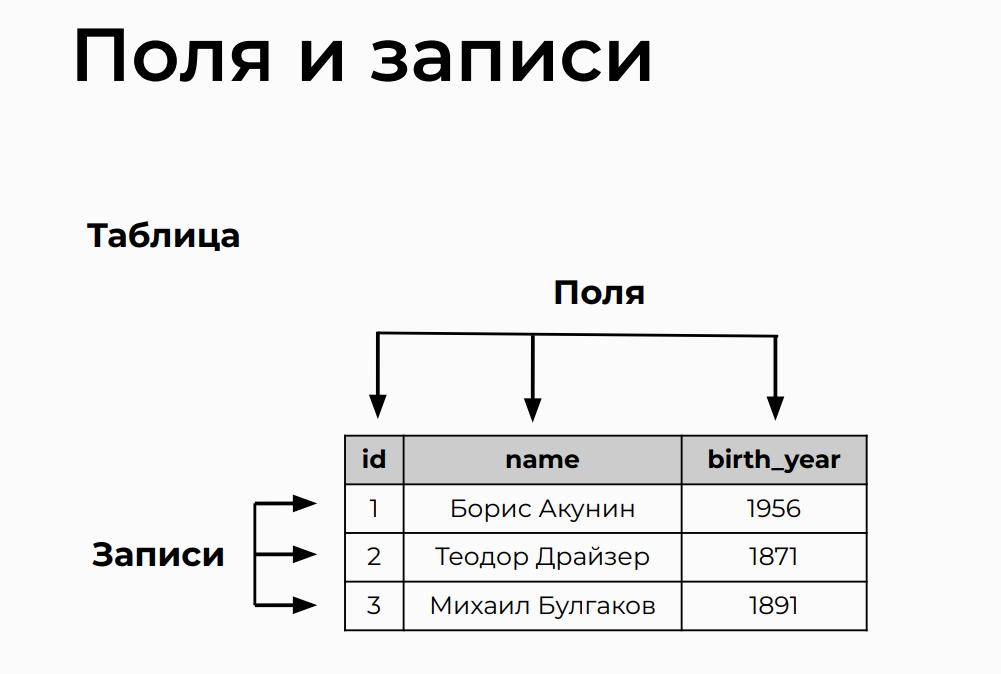 Поля и записи
Таблица
Поля
id name birth_year
1 Борис Акунин 1956
Записи
2 Теодор Драйзер 1871
3 Михаил Булгаков 1891